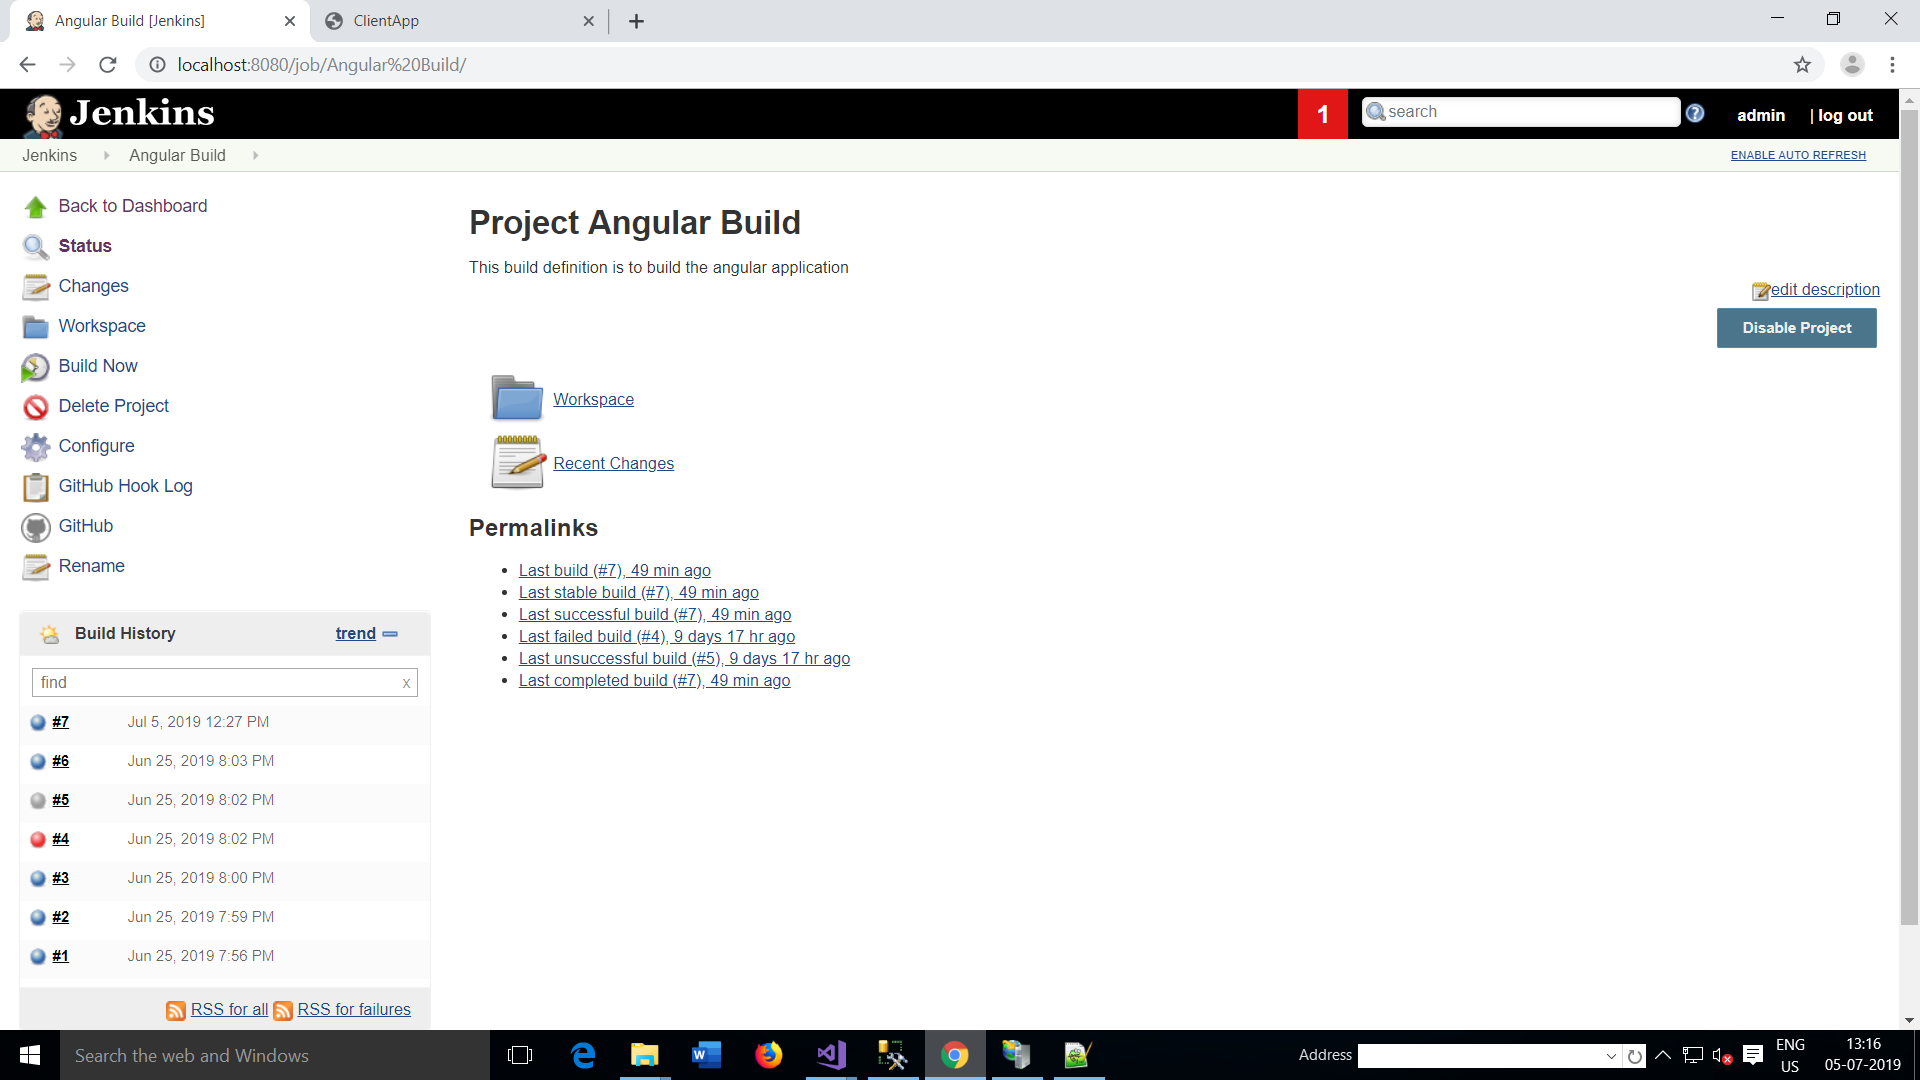 Angular Build [Jenkins]
ClientApp
localhost:8080/job/Angular%20Build/
Jenkins
1
search
admin
| log out
Jenkins
Angular Build
ENABLE AUTO REFRESH
Back to Dashboard
Status
Changes
Workspace
Build Now
Delete Project
Configure
GitHub Hook Log
GitHub
Rename
Project Angular Build
This build definition is to build the angular application
edit description
Disable Project
Workspace
Recent Changes
Permalinks
Last build (#7), 49 min ago
Last stable build (#7), 49 min ago
Last successful build (#7), 49 min ago
Last failed build (#4), 9 days 17 hr ago
Last unsuccessful build (#5), 9 days 17 hr ago
Last completed build (#7), 49 min ago
Build History
trend
find
x
#7 Jul 5, 2019 12:27 PM
#6 Jun 25, 2019 8:03 PM
#5 Jun 25, 2019 8:02 PM
#4 Jun 25, 2019 8:02 PM
#3 Jun 25, 2019 8:00 PM
#2 Jun 25, 2019 7:59 PM
#1 Jun 25, 2019 7:56 PM
RSS for all RSS for failures
Search the web and Windows
Address
ENG
US
13:16
05-07-2019